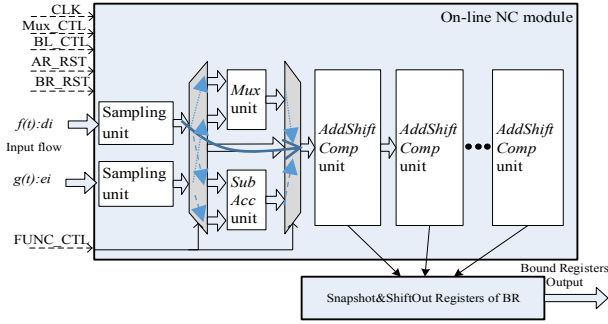 On-line NC module
CLK
Mux_CTL
BL_CTL
AR_RST
BR_RST
f(t):di
Input flow
g(t):ei
FUNC_CTL
Sampling
unit
Sampling
unit
Mux
unit
Sub
Acc
unit
AddShift
Comp
unit
AddShift
Comp
unit
AddShift
Comp
unit
Bound Registers
Output
Snapshot&ShiftOut Registers of BR